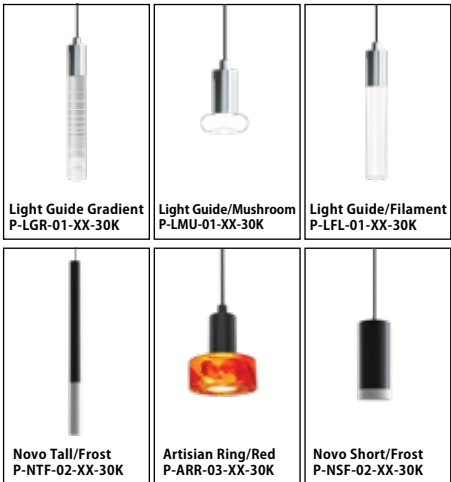 Light Guide Gradient
P-LGR-01-XX-30K
Light Guide/Mushroom
P-LMU-01-XX-30K
Light Guide/Filament
P-LFL-01-XX-30K
Novo Tall/Frost
P-NTF-02-XX-30K
Artisian Ring/Red
P-ARR-03-XX-30K
Novo Short/Frost
P-NSF-02-XX-30K